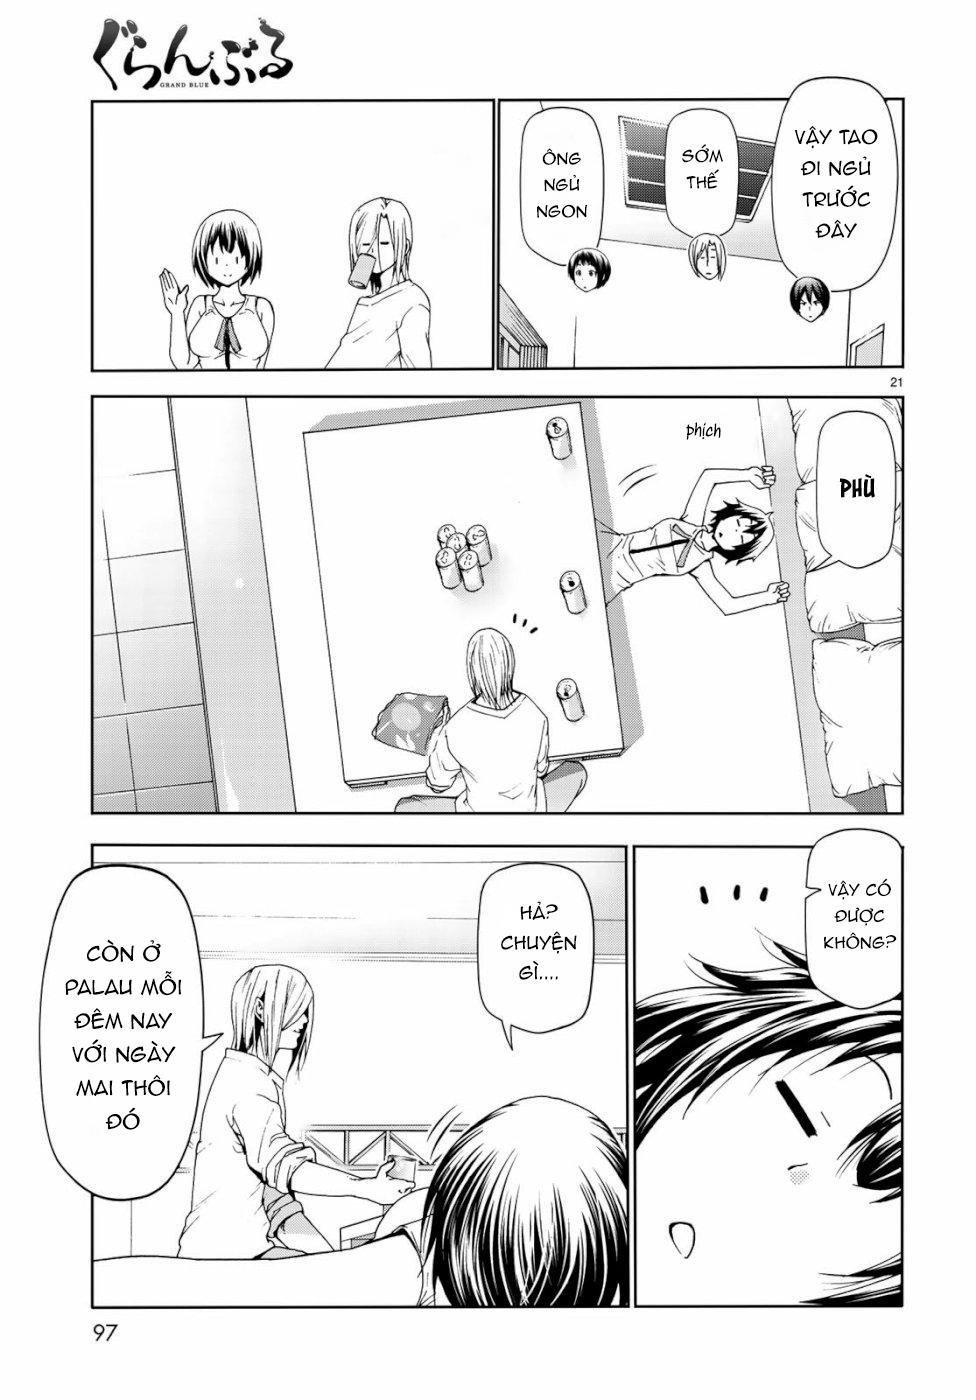 ぐらんぶる
GRAND BLUE
VẬY TAO
ĐI NGỦ
TRƯỚC
ĐÂY
SỚM
THẾ
ÔNG
NGỦ
NGON
21
phịch
PHÙ
VẬY CÓ
ĐƯỢC
KHÔNG?
HẢ?
CHUYỆN
GÌ....
CÒN Ở
PALAU MỖI
ĐÊM NAY
VỚI NGÀY
MAI THÔI
ĐÓ
97